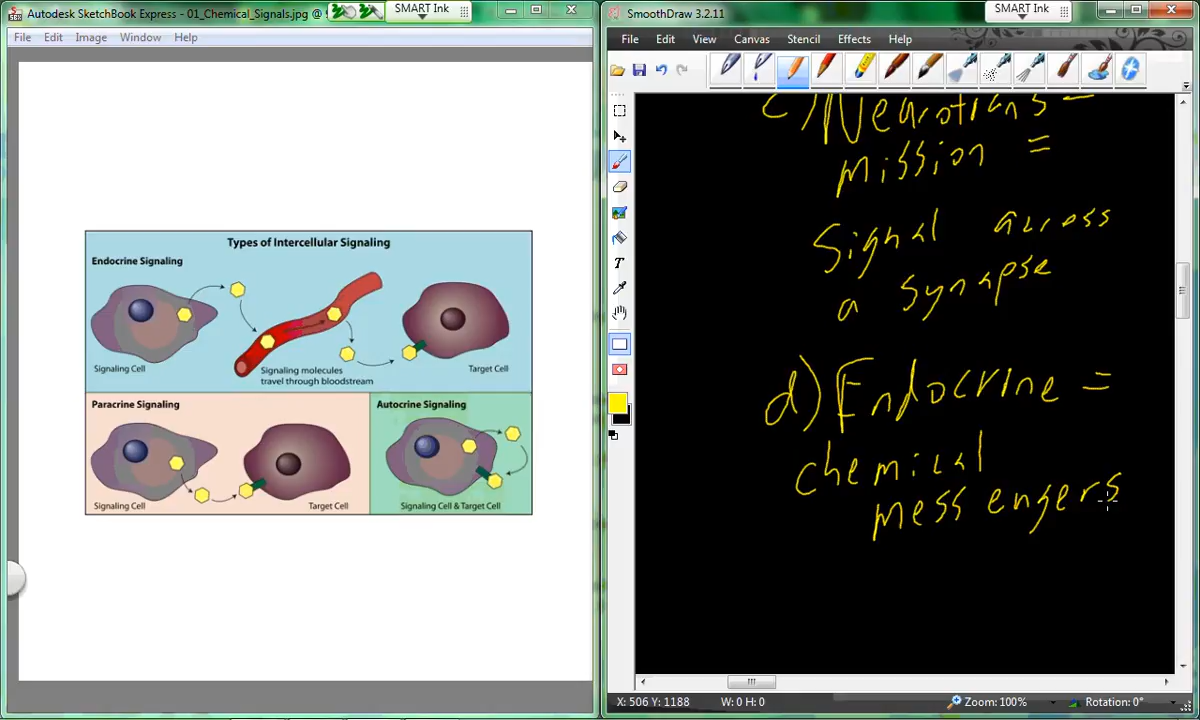 Autodesk SketchBook Express - 01_Chemical_Signals.jpg @
SMART Ink
File Edit Image Window Help
Types of Intercellular Signaling
Endocrine Signaling
Signaling Cell
Signaling molecules
travel through bloodstream
Target Cell
Paracrine Signaling
Signaling Cell
Target Cell
Autocrine Signaling
Signaling Cell & Target Cell
SmoothDraw 3.2.11
SMART Ink
File Edit View Canvas Stencil Effects Help
c) Neurotrans-
mission =
Signal across
a synapse
d) Endocrine =
chemical
messengers
X: 506 Y: 1188 W: 0 H: 0 Zoom: 100% Rotation: 0°